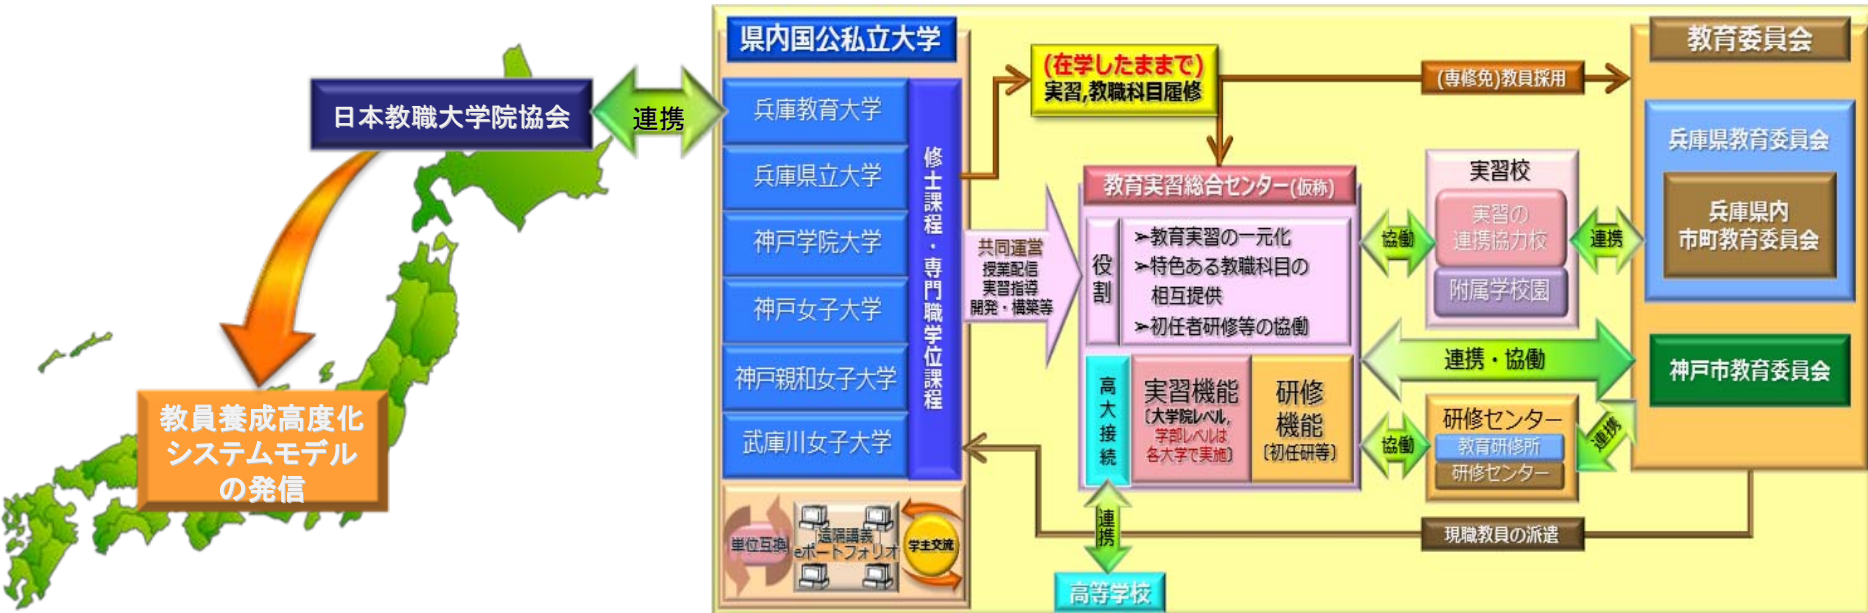 日本教職大学院協会
連携
教員養成高度化
システムモデル
の発信
県内国公私立大学
兵庫教育大学
兵庫県立大学
神戸学院大学
神戸女子大学
神戸親和女子大学
武庫川女子大学
修士課程・専門職学位課程
単位互換
遠隔講義
eポートフォリオ
学生交流
(在学したままで)
実習,教職科目履修
(専修免)教員採用
共同運営
授業配信
実習指導
開発・構築等
教育実習総合センター(仮称)
役割
➢教育実習の一元化
➢特色ある教職科目の
相互提供
➢初任者研修等の協働
高大接続
実習機能
〔大学院レベル,
学部レベルは
各大学で実施〕
研修
機能
〔初任研等〕
連携
高等学校
協働
実習校
実習の
連携協力校
附属学校園
連携
連携・協働
協働
研修センター
教育研修所
研修センター
連携
現職教員の派遣
教育委員会
兵庫県教育委員会
兵庫県内
市町教育委員会
神戸市教育委員会